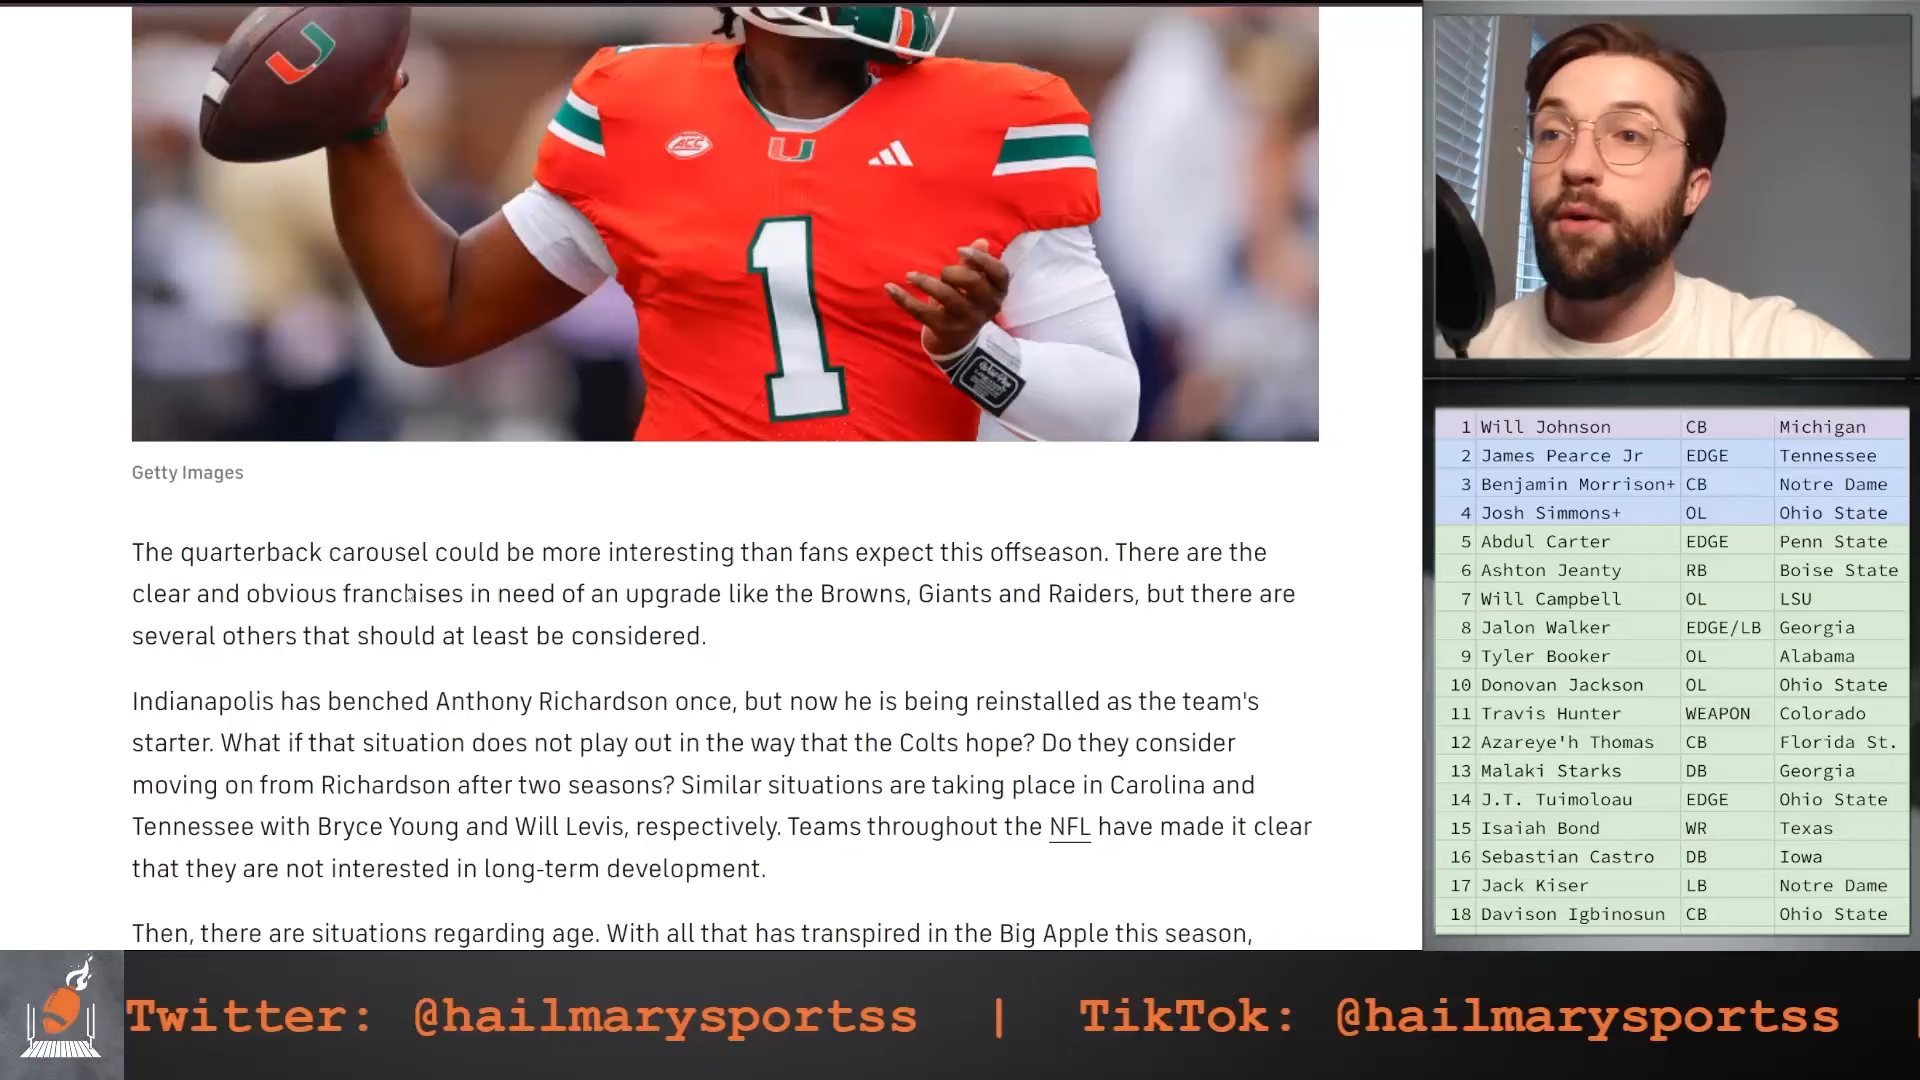 U
ACC
U
1
Getty Images
The quarterback carousel could be more interesting than fans expect this offseason. There are the
clear and obvious franchises in need of an upgrade like the Browns, Giants and Raiders, but there are
several others that should at least be considered.
Indianapolis has benched Anthony Richardson once, but now he is being reinstalled as the team's
starter. What if that situation does not play out in the way that the Colts hope? Do they consider
moving on from Richardson after two seasons? Similar situations are taking place in Carolina and
Tennessee with Bryce Young and Will Levis, respectively. Teams throughout the NFL have made it clear
that they are not interested in long-term development.
Then, there are situations regarding age. With all that has transpired in the Big Apple this season,
1 Will Johnson CB Michigan
2 James Pearce Jr EDGE Tennessee
3 Benjamin Morrison+ CB Notre Dame
4 Josh Simmons+ OL Ohio State
5 Abdul Carter EDGE Penn State
6 Ashton Jeanty RB Boise State
7 Will Campbell OL LSU
8 Jalon Walker EDGE/LB Georgia
9 Tyler Booker OL Alabama
10 Donovan Jackson OL Ohio State
11 Travis Hunter WEAPON Colorado
12 Azareye'h Thomas CB Florida St.
13 Malaki Starks DB Georgia
14 J.T. Tuimoloau EDGE Ohio State
15 Isaiah Bond WR Texas
16 Sebastian Castro DB Iowa
17 Jack Kiser LB Notre Dame
18 Davison Igbinosun CB Ohio State
Twitter: @hailmarysportss | TikTok: @hailmarysportss |